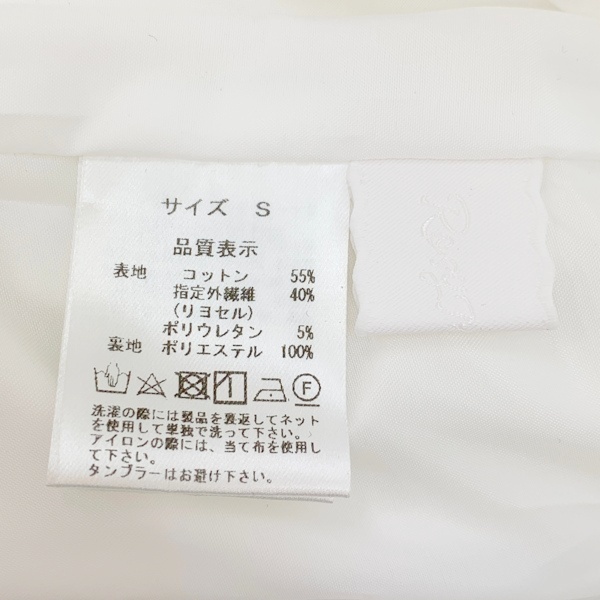 サイズ S
品質表示
表地 コットン 55%
指定外繊維 40%
(リヨセル)
ポリウレタン 5%
裏地 ポリエステル 100%
F
洗濯の際には製品を裏返してネット
を使用して単独で洗って下さい。
アイロンの際には、当て布を使用し
て下さい。
タンブラーはお避け下さい。